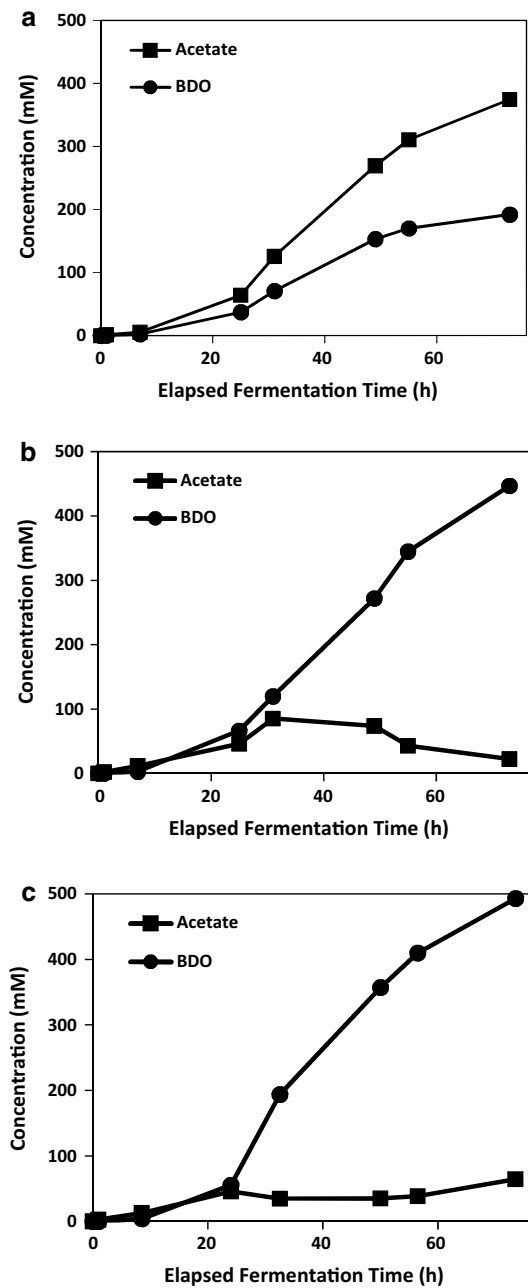 a
500
400
300
200
100
0
Acetate
BDO
Concentration (mM)
0 20 40 60
Elapsed Fermentation Time (h)
b
500
400
300
200
100
0
Acetate
BDO
Concentration (mM)
0 20 40 60
Elapsed Fermentation Time (h)
c
500
400
300
200
100
0
Acetate
BDO
Concentration (mM)
0 20 40 60
Elapsed Fermentation Time (h)